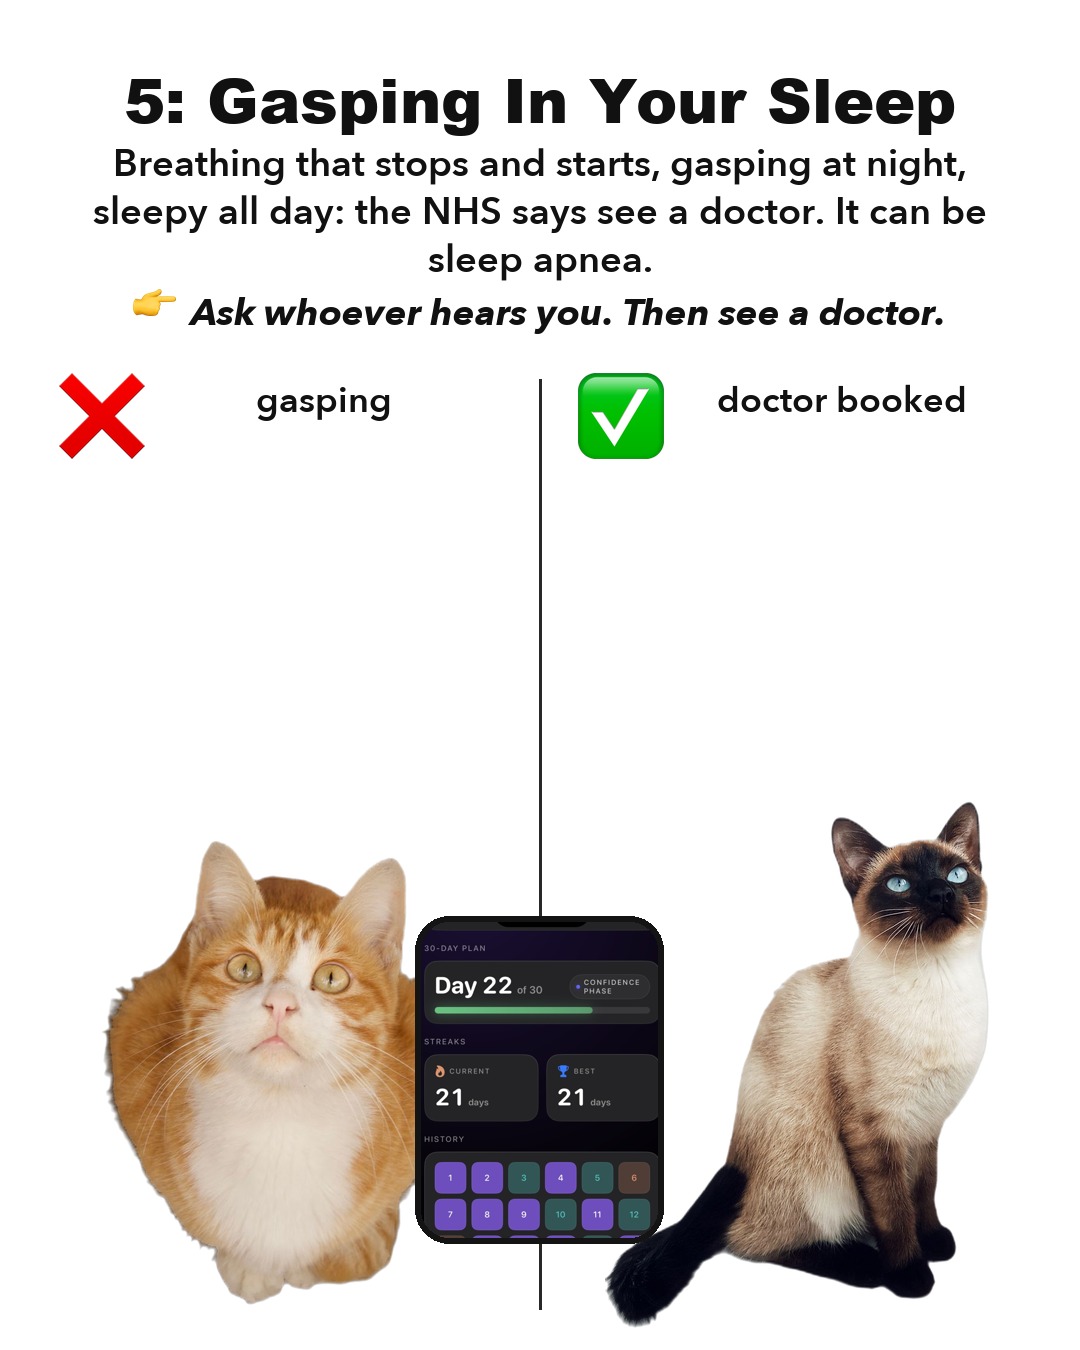 5: Gasping In Your Sleep
Breathing that stops and starts, gasping at night,
sleepy all day: the NHS says see a doctor. It can be
sleep apnea.
👉 Ask whoever hears you. Then see a doctor.
❌ gasping
✅ doctor booked
30-DAY PLAN
Day 22 of 30
CONFIDENCE
PHASE
STREAKS
CURRENT
21 days
BEST
21 days
HISTORY
1 2 3 4 5 6
7 8 9 10 11 12